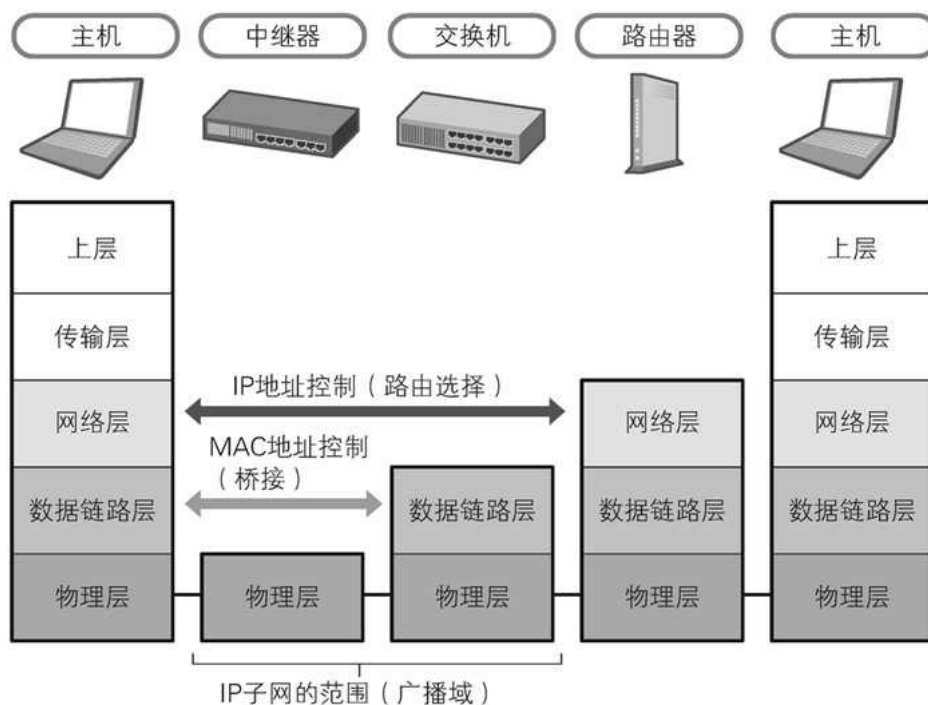 主机
中继器
交换机
路由器
主机
上层
传输层
网络层
数据链路层
物理层
IP地址控制（路由选择）
MAC地址控制
（桥接）
物理层
数据链路层
物理层
网络层
数据链路层
物理层
上层
传输层
网络层
数据链路层
物理层
IP子网的范围（广播域）